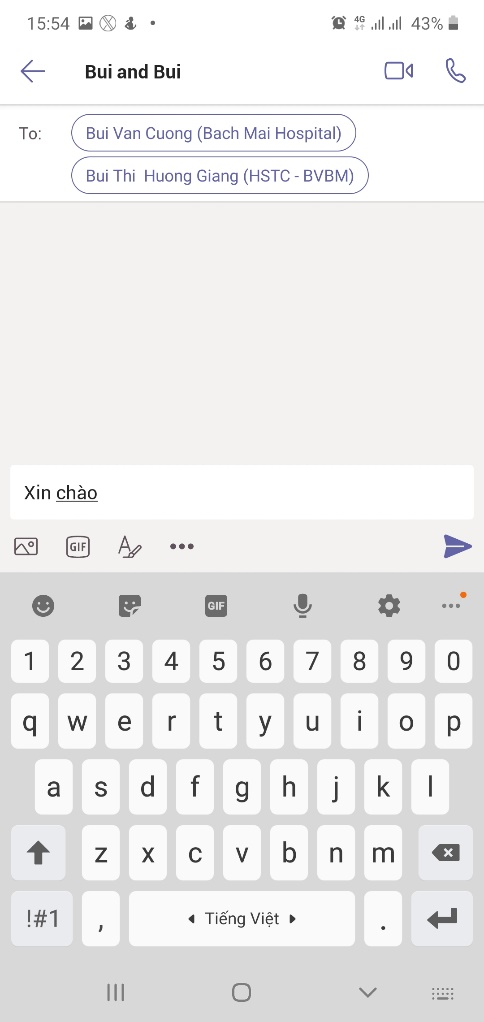 15:54 4G 43%
Bui and Bui
To: Bui Van Cuong (Bach Mai Hospital)
Bui Thi Huong Giang (HSTC - BVBM)
Xin chào
GIF
GIF
1 2 3 4 5 6 7 8 9 0
q w e r t y u i o p
a s d f g h j k l
z x c v b n m
!#1 , Tiếng Việt .